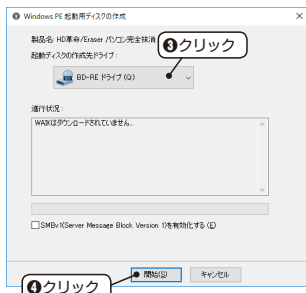 Windows PE 起動用ディスクの作成
製品名: HD革命/Eraser パソコン完全抹消
❸クリック
起動ディスクの作成先ドライブ:
BD-RE ドライブ (Q:)
進行状況:
WAIKはダウンロードされていません。
SMBv1(Server Message Block Version 1)を有効化する(E)
開始(S)
キャンセル
❹クリック